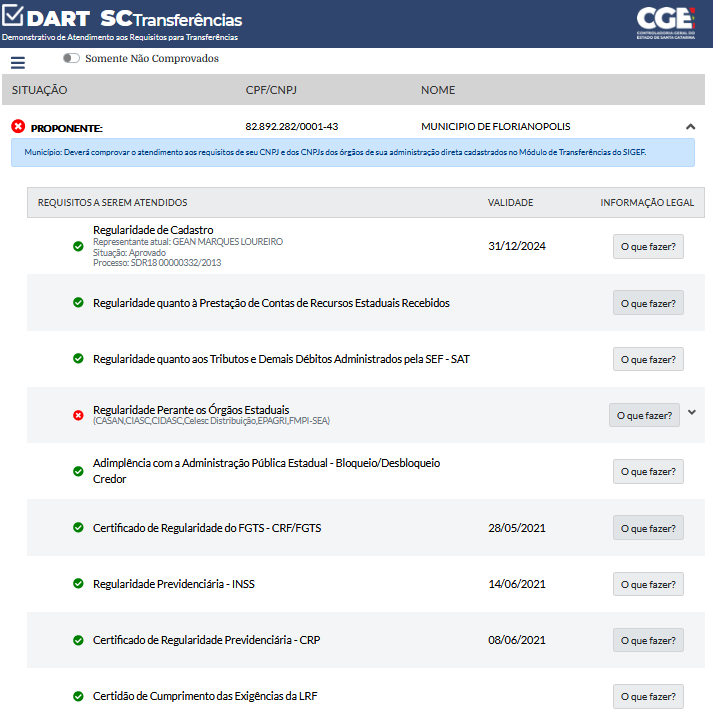 DART SCTransferências
Demonstrativo de Atendimento aos Requisitos para Transferências
CGE
CONTROLADORIA-GERAL DO
ESTADO DE SANTA CATARINA
Somente Não Comprovados
SITUAÇÃO CPF/CNPJ NOME
PROPONENTE: 82.892.282/0001-43 MUNICIPIO DE FLORIANOPOLIS
Município: Deverá comprovar o atendimento aos requisitos de seu CNPJ e dos CNPJs dos órgãos de sua administração direta cadastrados no Módulo de Transferências do SIGEF.
REQUISITOS A SEREM ATENDIDOS VALIDADE INFORMAÇÃO LEGAL
Regularidade de Cadastro
Representante atual: GEAN MARQUES LOUREIRO
Situação: Aprovado
Processo: SDR18 00000332/2013
31/12/2024 O que fazer?
Regularidade quanto à Prestação de Contas de Recursos Estaduais Recebidos O que fazer?
Regularidade quanto aos Tributos e Demais Débitos Administrados pela SEF - SAT O que fazer?
Regularidade Perante os Órgãos Estaduais
(CASAN,CIASC,CIDASC,Celesc Distribuição,EPAGRI,FMPI-SEA)
O que fazer?
Adimplência com a Administração Pública Estadual - Bloqueio/Desbloqueio
Credor
O que fazer?
Certificado de Regularidade do FGTS - CRF/FGTS 28/05/2021 O que fazer?
Regularidade Previdenciária - INSS 14/06/2021 O que fazer?
Certificado de Regularidade Previdenciária - CRP 08/06/2021 O que fazer?
Certidão de Cumprimento das Exigências da LRF O que fazer?